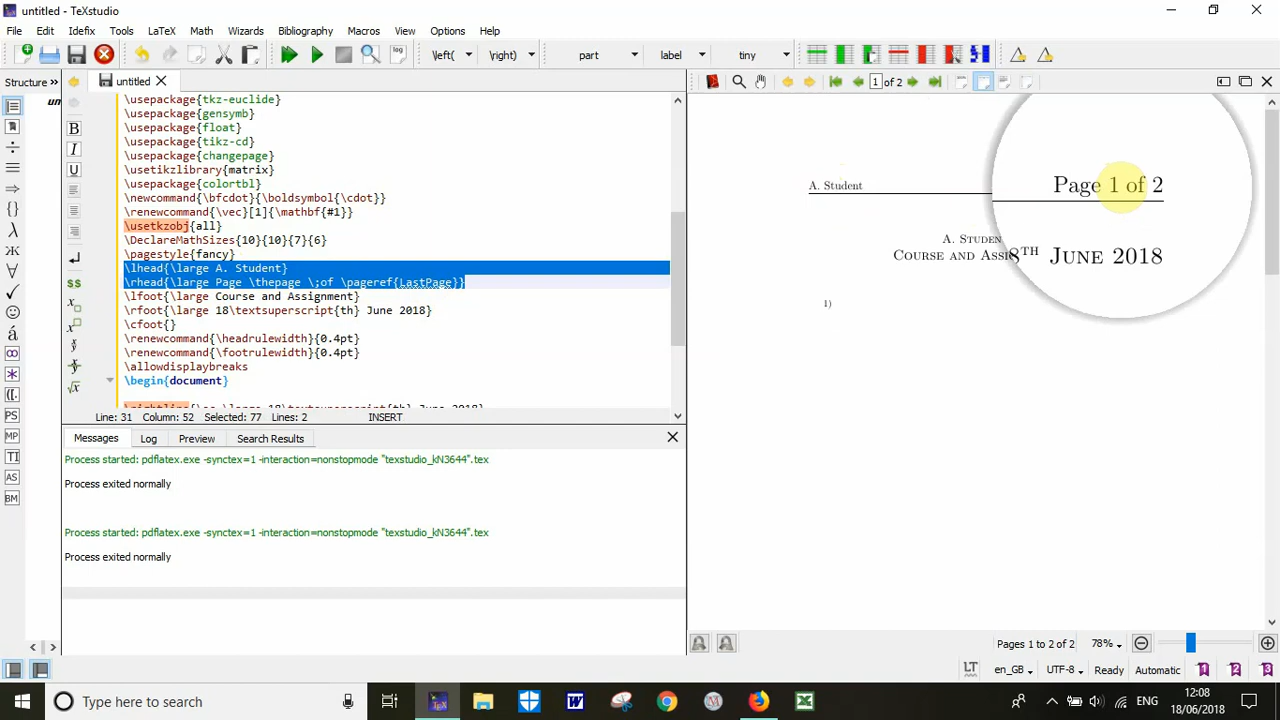 untitled - TeXstudio
File Edit Idefix Tools LaTeX Math Wizards Bibliography Macros View Options Help
log \left( \right) part label tiny
Structure untitled 1 of 2
\usepackage{tkz-euclide}
\usepackage{gensymb}
\usepackage{float}
\usepackage{tikz-cd}
\usepackage{changepage}
\usetikzlibrary{matrix}
\usepackage{colortbl}
\newcommand{\bfcdot}{\boldsymbol{\cdot}}
\renewcommand{\vec}[1]{\mathbf{#1}}
\usetkzobj{all}
\DeclareMathSizes{10}{10}{7}{6}
\pagestyle{fancy}
\lhead{\large A. Student}
\rhead{\large Page \thepage \;of \pageref{LastPage}}
\lfoot{\large Course and Assignment}
\rfoot{\large 18\textsuperscript{th} June 2018}
\cfoot{}
\renewcommand{\headrulewidth}{0.4pt}
\renewcommand{\footrulewidth}{0.4pt}
\allowdisplaybreaks
\begin{document}
Line: 31 Column: 52 Selected: 77 Lines: 2 INSERT
Messages Log Preview Search Results
Process started: pdflatex.exe -synctex=1 -interaction=nonstopmode "texstudio_kN3644".tex
Process exited normally
Process started: pdflatex.exe -synctex=1 -interaction=nonstopmode "texstudio_kN3644".tex
Process exited normally
A. Student
Page 1 of 2
A. STUDEN
COURSE AND ASSI
8TH JUNE 2018
1)
Pages 1 to 2 of 2 78%
LT en_GB UTF-8 Ready Automatic 1 2 3
Type here to search
ENG
12:08
18/06/2018